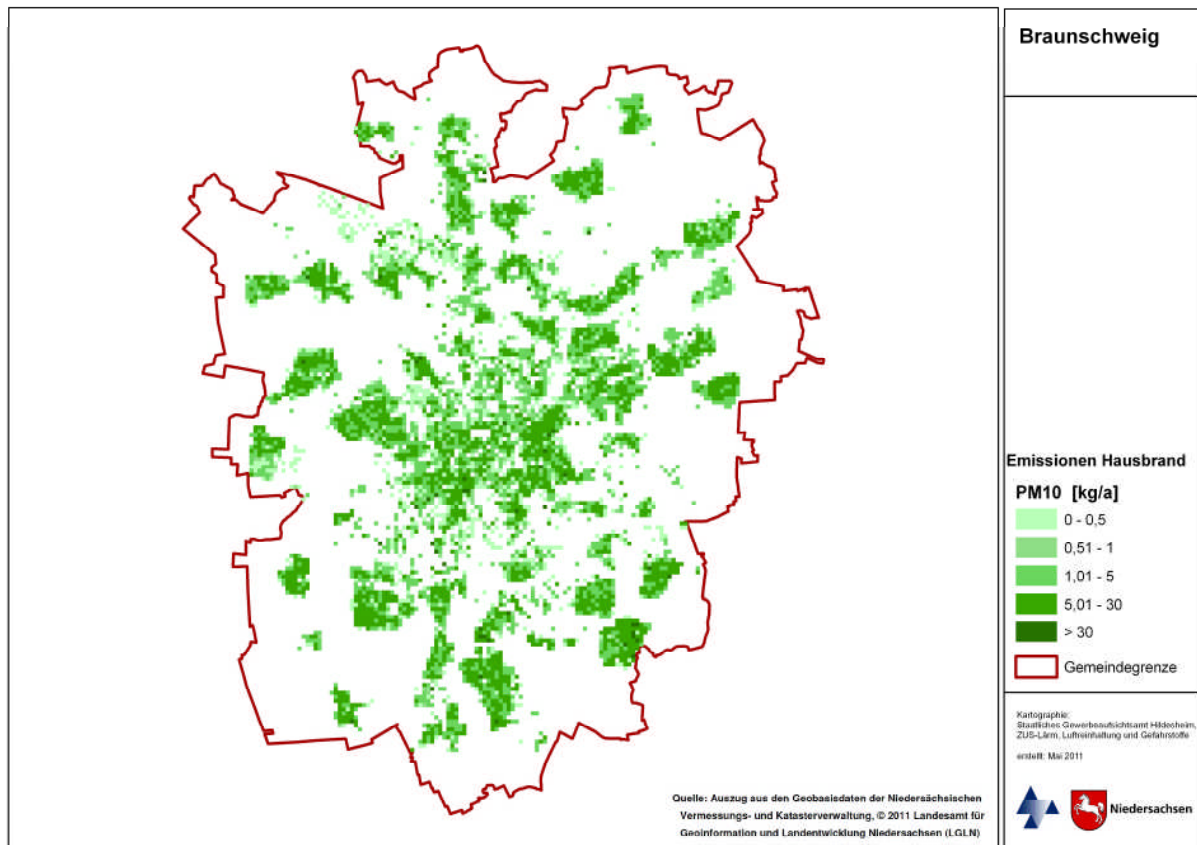 Braunschweig
Emissionen Hausbrand
PM10 [kg/a]
0 - 0,5
0,51 - 1
1,01 - 5
5,01 - 30
> 30
Gemeindegrenze
Kartographie:
Staatliches Gewerbeaufsichtsamt Hildesheim,
ZUS-Lärm, Luftreinhaltung und Gefahrstoffe
erstellt: Mai 2011
Niedersachsen
Quelle: Auszug aus den Geobasisdaten der Niedersächsischen
Vermessungs- und Katasterverwaltung, © 2011 Landesamt für
Geoinformation und Landentwicklung Niedersachsen (LGLN)